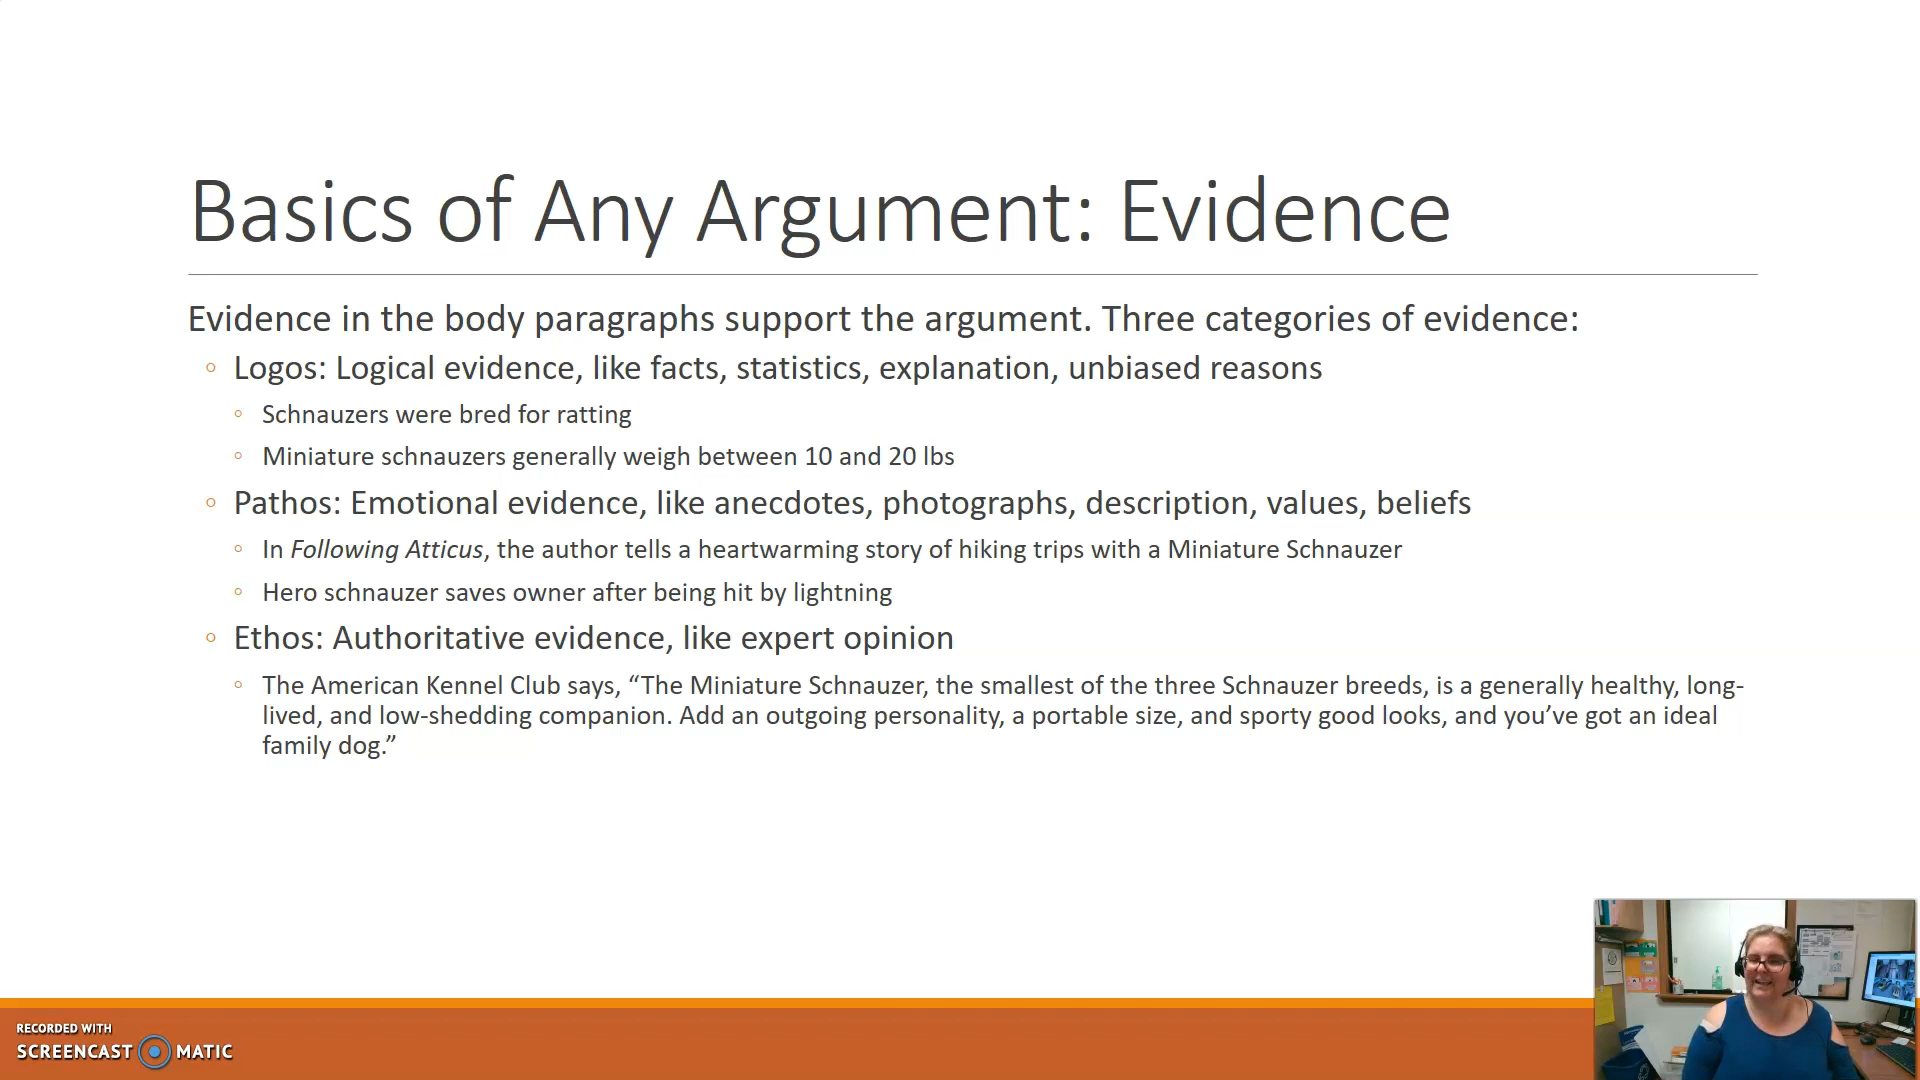 Basics of Any Argument: Evidence
Evidence in the body paragraphs support the argument. Three categories of evidence:
◦ Logos: Logical evidence, like facts, statistics, explanation, unbiased reasons
◦ Schnauzers were bred for ratting
◦ Miniature schnauzers generally weigh between 10 and 20 lbs
◦ Pathos: Emotional evidence, like anecdotes, photographs, description, values, beliefs
◦ In Following Atticus, the author tells a heartwarming story of hiking trips with a Miniature Schnauzer
◦ Hero schnauzer saves owner after being hit by lightning
◦ Ethos: Authoritative evidence, like expert opinion
◦ The American Kennel Club says, “The Miniature Schnauzer, the smallest of the three Schnauzer breeds, is a generally healthy, long-
lived, and low-shedding companion. Add an outgoing personality, a portable size, and sporty good looks, and you’ve got an ideal
family dog.”
RECORDED WITH
SCREENCAST MATIC